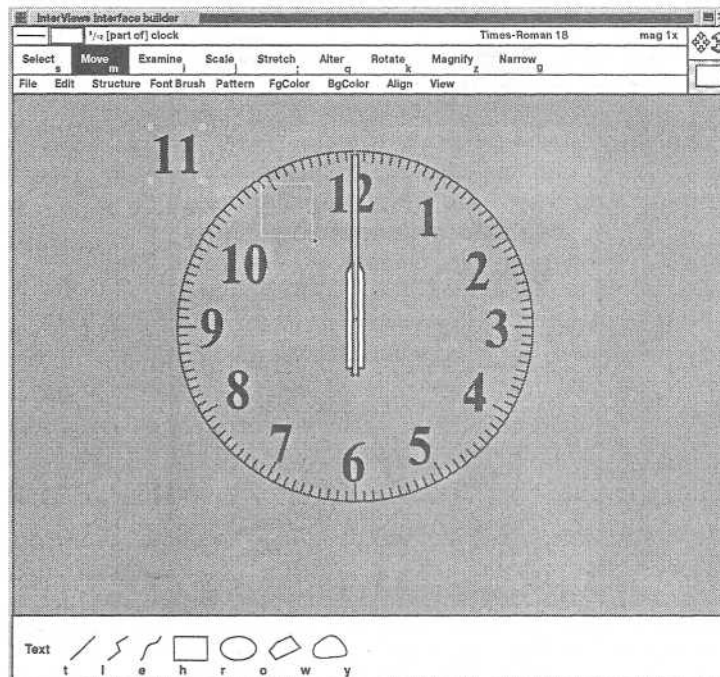 InterViews interface builder
[part of] clock Times-Roman 18 mag 1x
Select Move Examine Scale Stretch Alter Rotate Magnify Narrow
s m i q k z g
File Edit Structure Font Brush Pattern FgColor BgColor Align View
11
12
1
10
2
9
3
8
4
7
5
6
Text
t l e h r o w y